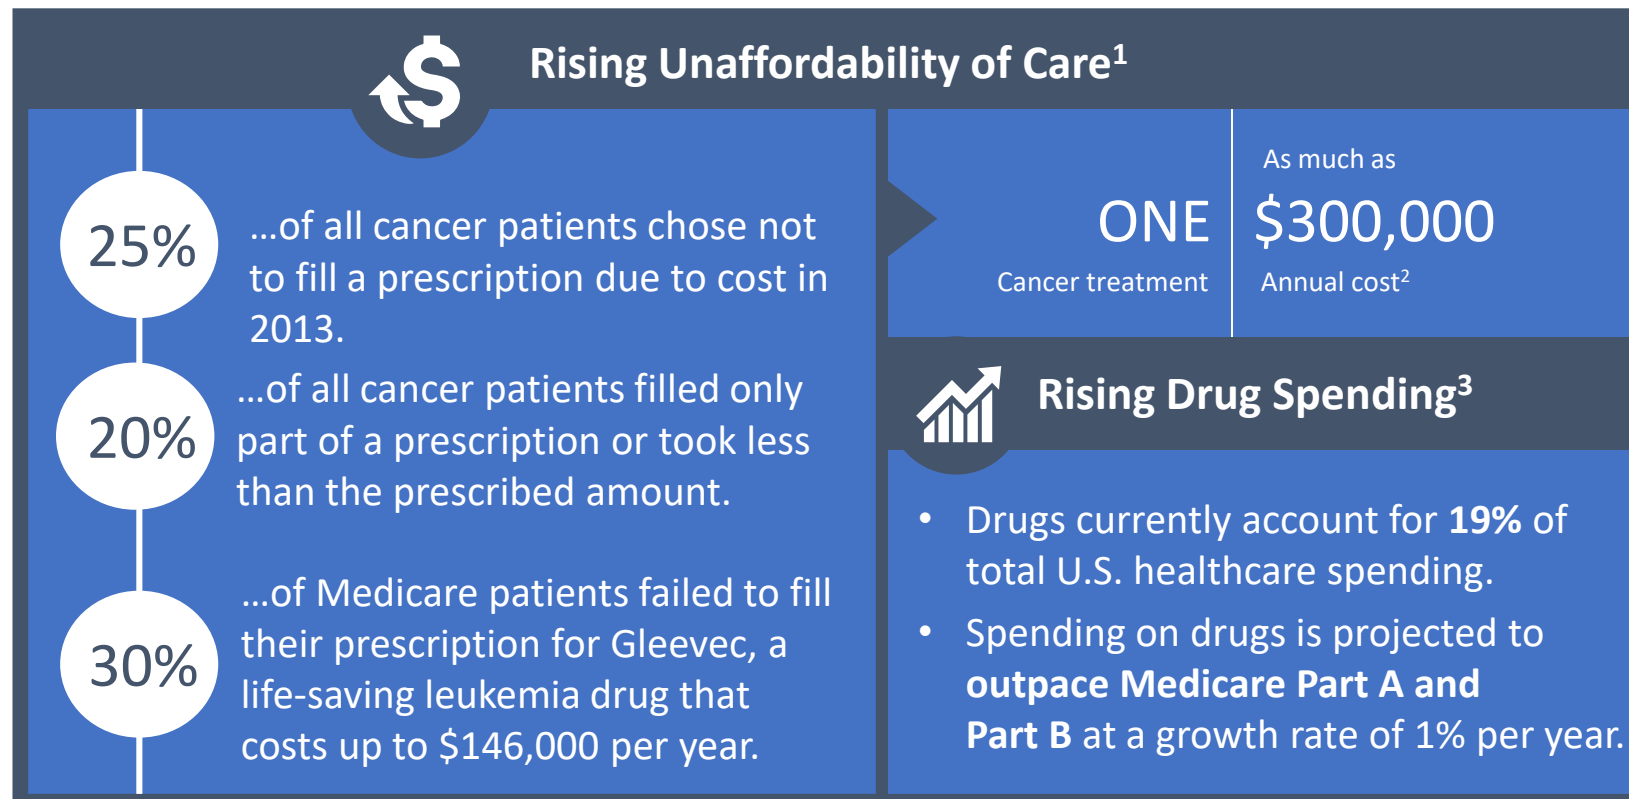 Rising Unaffordability of Care¹
25%
...of all cancer patients chose not
to fill a prescription due to cost in
2013.
20%
...of all cancer patients filled only
part of a prescription or took less
than the prescribed amount.
30%
...of Medicare patients failed to fill
their prescription for Gleevec, a
life-saving leukemia drug that
costs up to $146,000 per year.
ONE
Cancer treatment
As much as
$300,000
Annual cost²
Rising Drug Spending³
• Drugs currently account for 19% of
total U.S. healthcare spending.
• Spending on drugs is projected to
outpace Medicare Part A and
Part B at a growth rate of 1% per year.